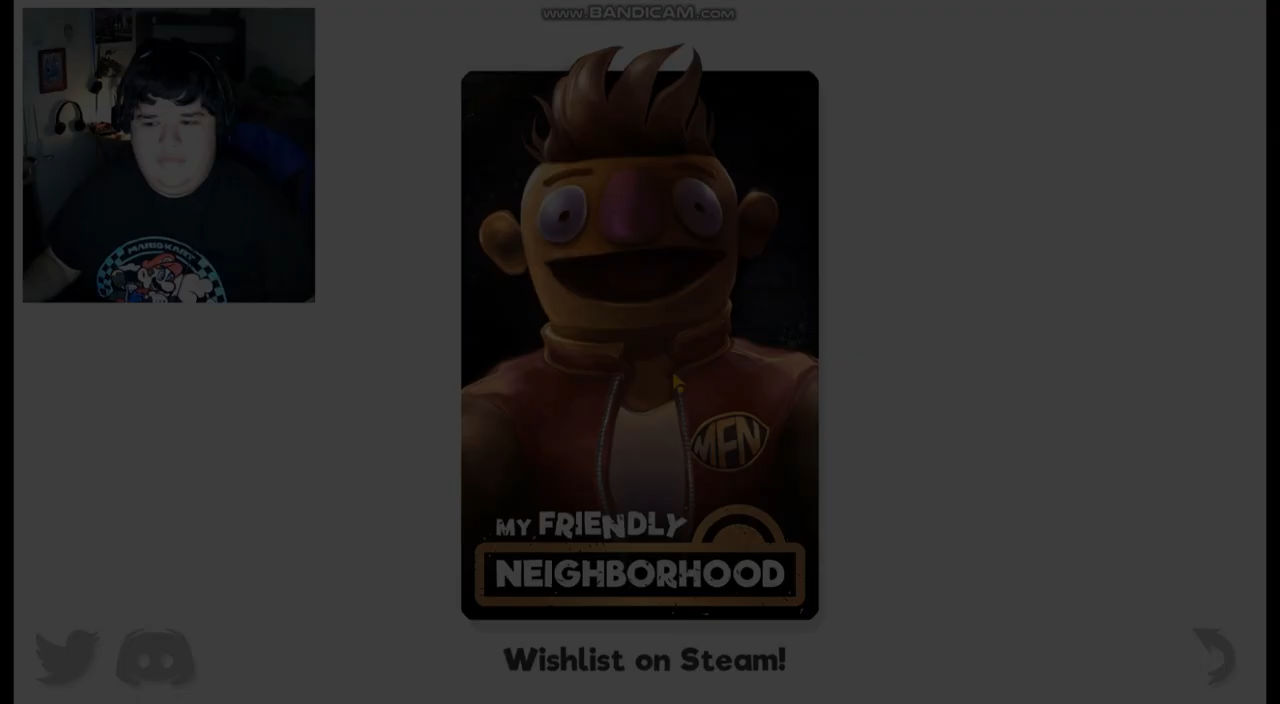 www.BANDICAM.com
MARIO KART
MFN
MY FRIENDLY
NEIGHBORHOOD
Wishlist on Steam!